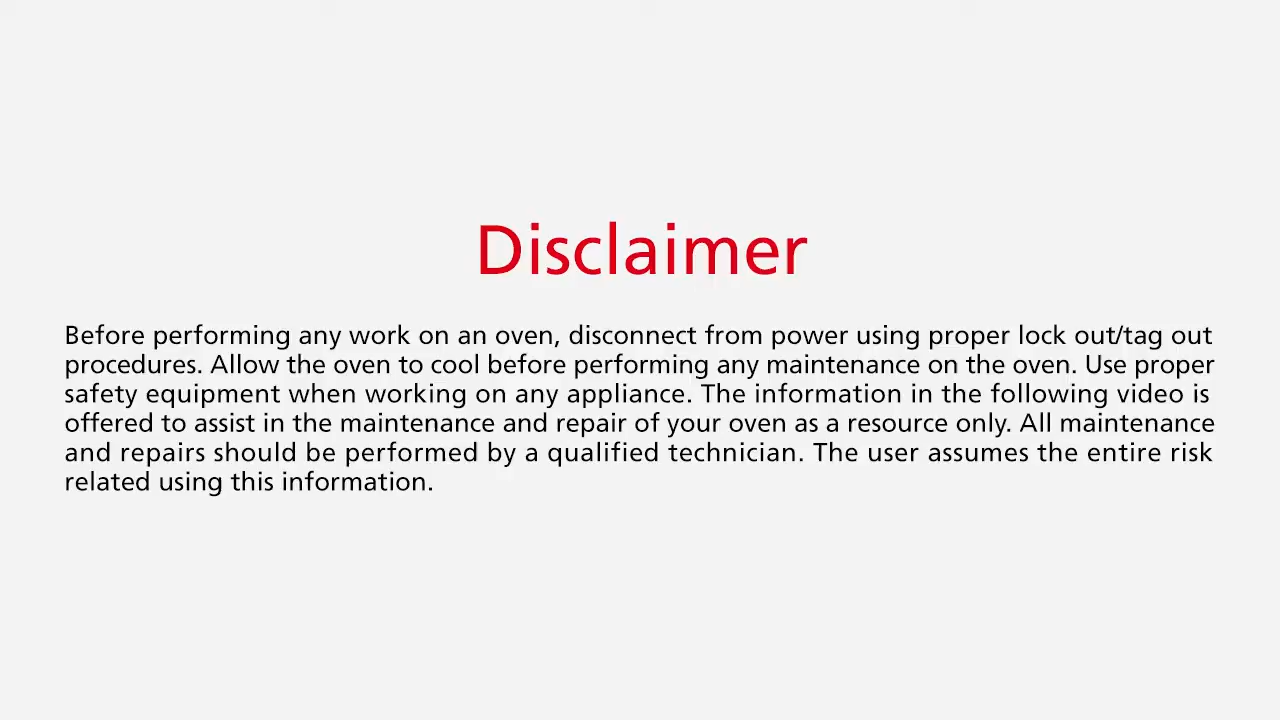 Disclaimer
Before performing any work on an oven, disconnect from power using proper lock out/tag out
procedures. Allow the oven to cool before performing any maintenance on the oven. Use proper
safety equipment when working on any appliance. The information in the following video is
offered to assist in the maintenance and repair of your oven as a resource only. All maintenance
and repairs should be performed by a qualified technician. The user assumes the entire risk
related using this information.